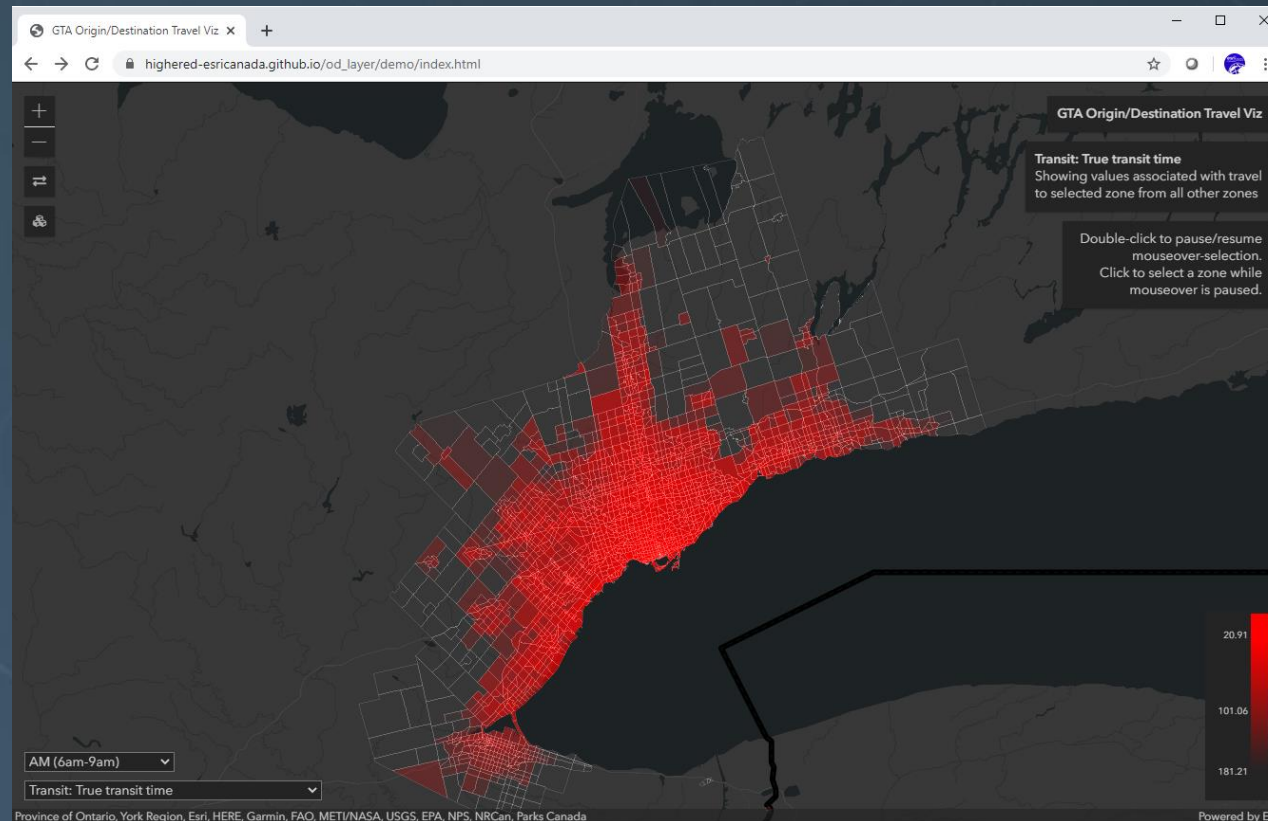 GTA Origin/Destination Travel Viz
highered-esricanada.github.io/od_layer/demo/index.html
GTA Origin/Destination Travel Viz
Transit: True transit time
Showing values associated with travel
to selected zone from all other zones
Double-click to pause/resume
mouseover-selection.
Click to select a zone while
mouseover is paused.
20.91
101.06
181.21
AM (6am-9am)
Transit: True transit time
Province of Ontario, York Region, Esri, HERE, Garmin, FAO, METI/NASA, USGS, EPA, NPS, NRCan, Parks Canada
Powered by E